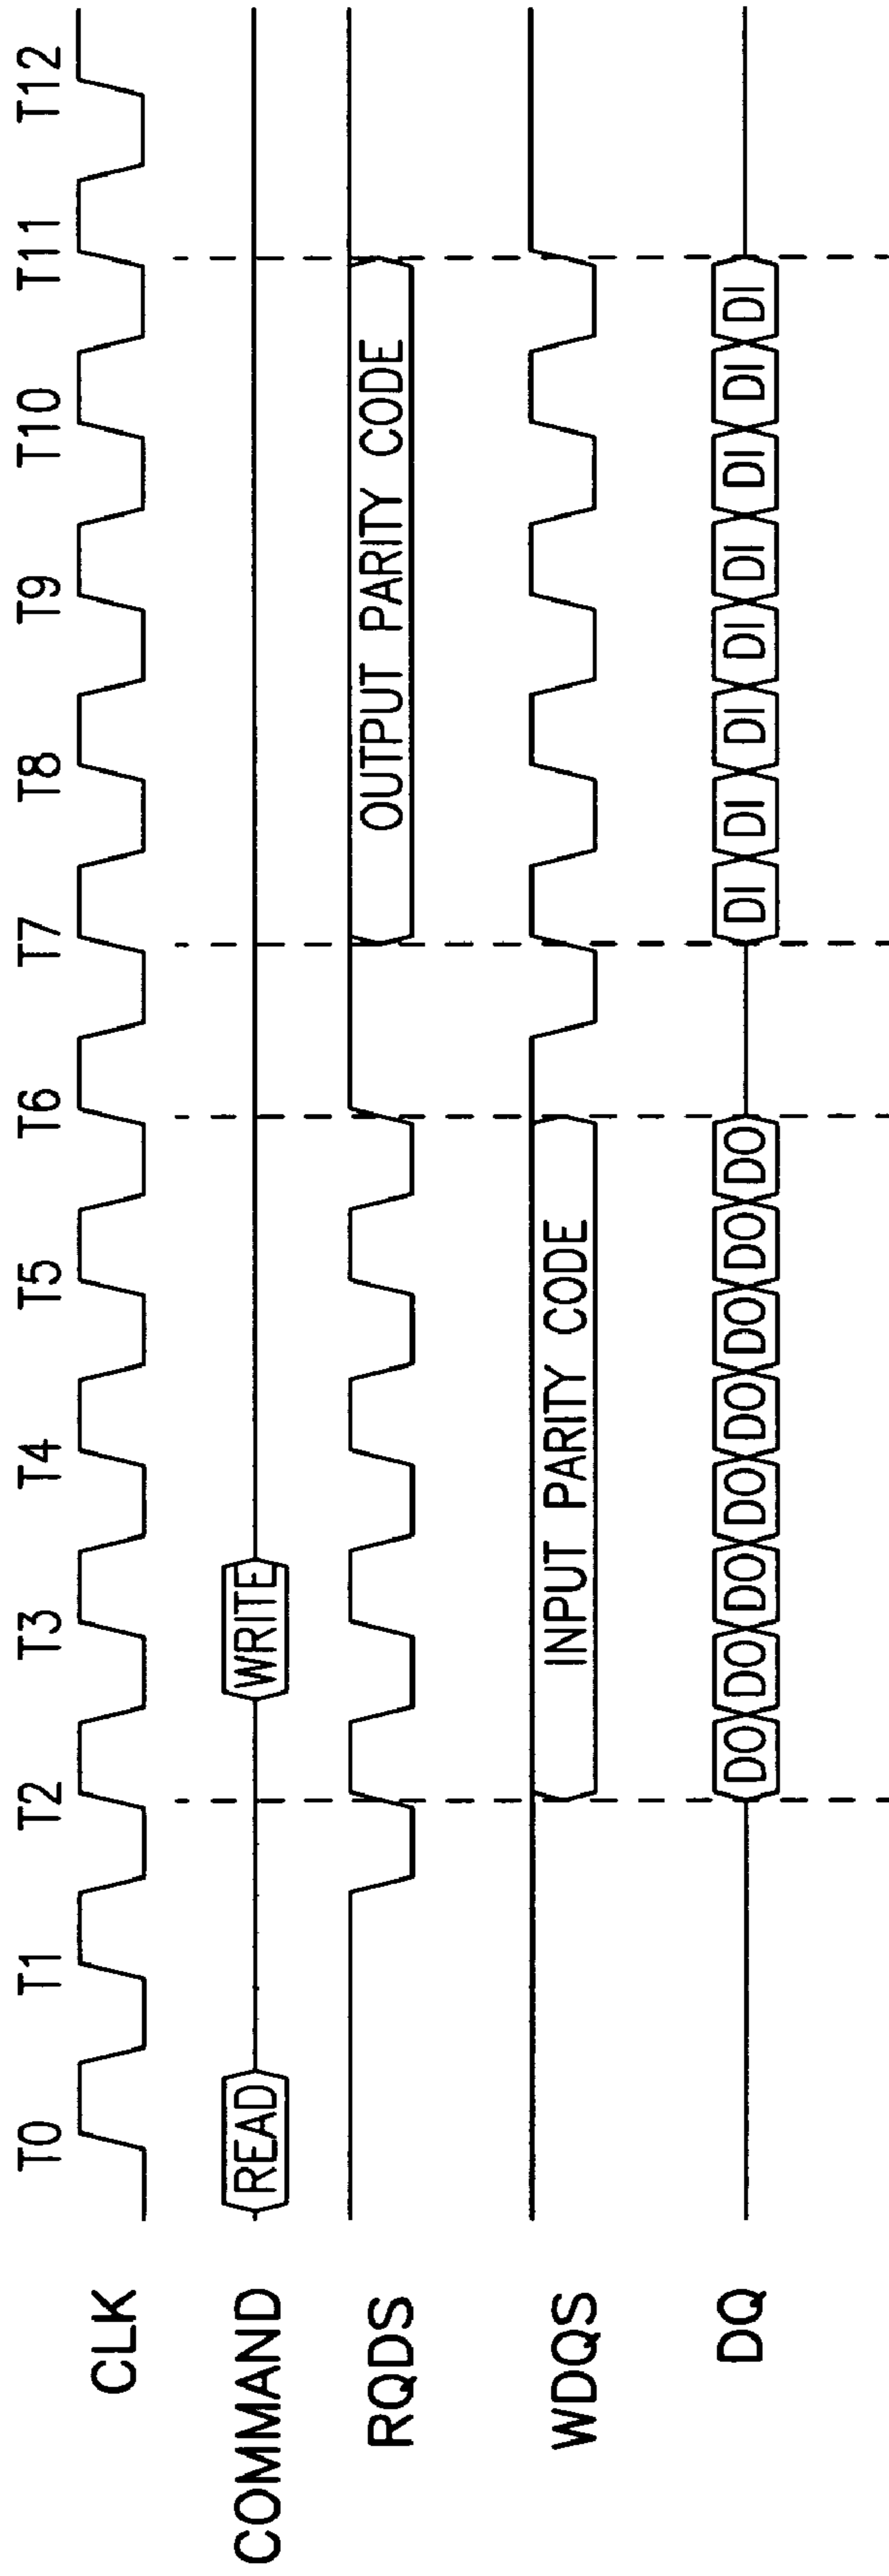 T0 T1 T2 T3 T4 T5 T6 T7 T8 T9 T10 T11 T12
CLK
COMMAND READ WRITE
RQDS OUTPUT PARITY CODE
WDQS INPUT PARITY CODE
DQ DO DO DO DO DO DO DO DO DI DI DI DI DI DI DI DI